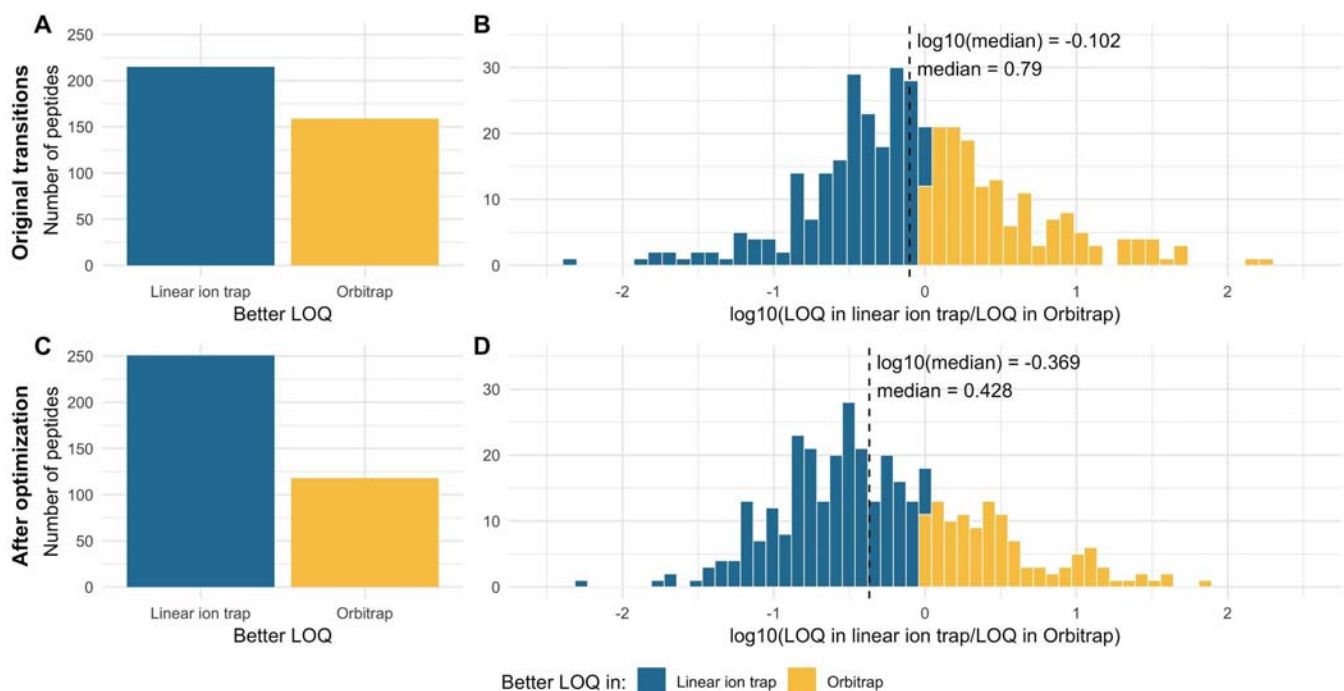 A
Original transitions
Number of peptides
250
200
150
100
50
0
Linear ion trap
Orbitrap
Better LOQ
B
log10(median) = -0.102
median = 0.79
30
20
10
0
-2
-1
0
1
2
log10(LOQ in linear ion trap/LOQ in Orbitrap)
C
After optimization
Number of peptides
250
200
150
100
50
0
Linear ion trap
Orbitrap
Better LOQ
D
log10(median) = -0.369
median = 0.428
30
20
10
0
-2
-1
0
1
2
log10(LOQ in linear ion trap/LOQ in Orbitrap)
Better LOQ in:
Linear ion trap
Orbitrap